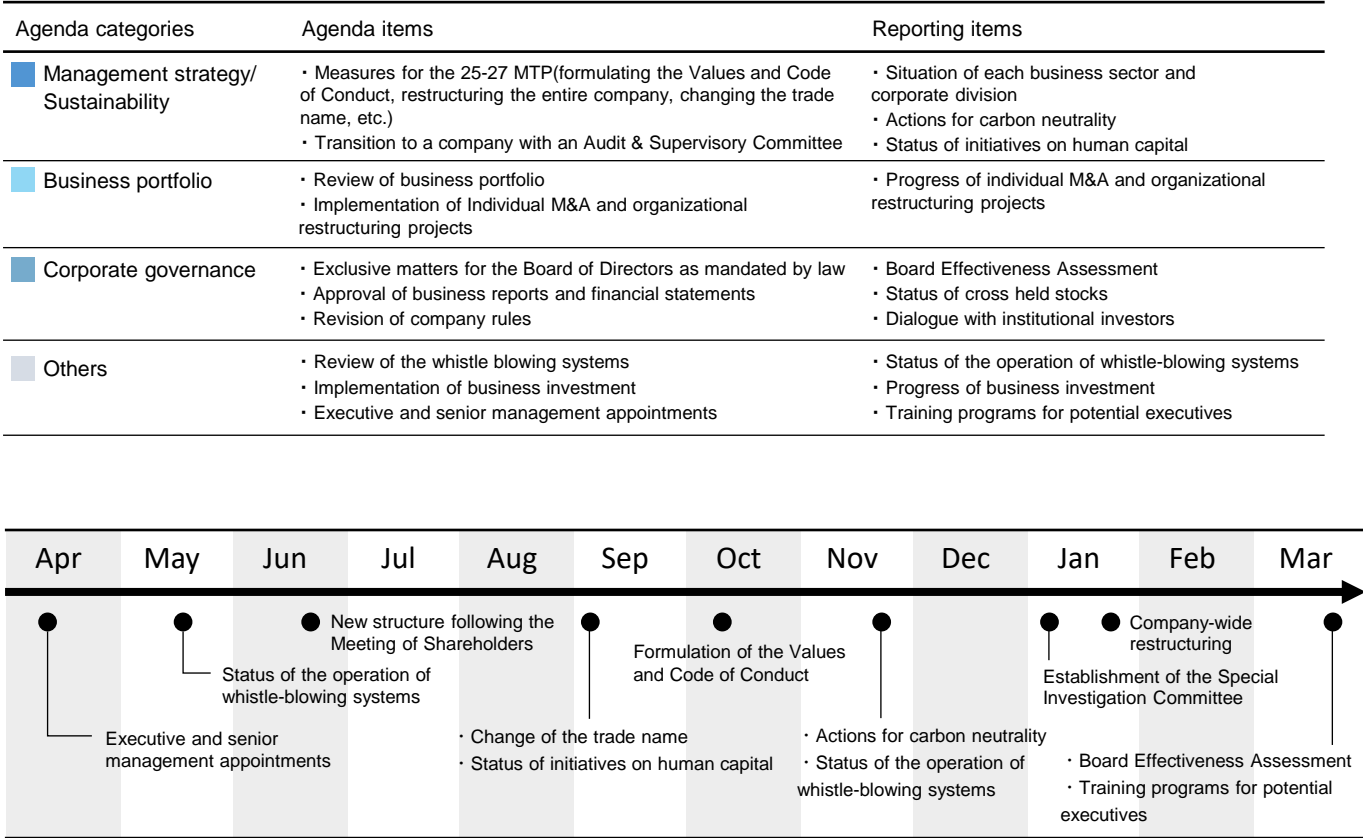 Agenda categories
Agenda items
Reporting items
Management strategy/
Sustainability
・Measures for the 25-27 MTP(formulating the Values and Code
of Conduct, restructuring the entire company, changing the trade
name, etc.)
・Transition to a company with an Audit & Supervisory Committee
・Situation of each business sector and
corporate division
・Actions for carbon neutrality
・Status of initiatives on human capital
Business portfolio
・Review of business portfolio
・Implementation of Individual M&A and organizational
restructuring projects
・Progress of individual M&A and organizational
restructuring projects
Corporate governance
・Exclusive matters for the Board of Directors as mandated by law
・Approval of business reports and financial statements
・Revision of company rules
・Board Effectiveness Assessment
・Status of cross held stocks
・Dialogue with institutional investors
Others
・Review of the whistle blowing systems
・Implementation of business investment
・Executive and senior management appointments
・Status of the operation of whistle-blowing systems
・Progress of business investment
・Training programs for potential executives
Apr
May
Jun
Jul
Aug
Sep
Oct
Nov
Dec
Jan
Feb
Mar
Executive and senior
management appointments
Status of the operation of
whistle-blowing systems
New structure following the
Meeting of Shareholders
・Change of the trade name
・Status of initiatives on human capital
Formulation of the Values
and Code of Conduct
・Actions for carbon neutrality
・Status of the operation of
whistle-blowing systems
Establishment of the Special
Investigation Committee
Company-wide
restructuring
・Board Effectiveness Assessment
・Training programs for potential
executives